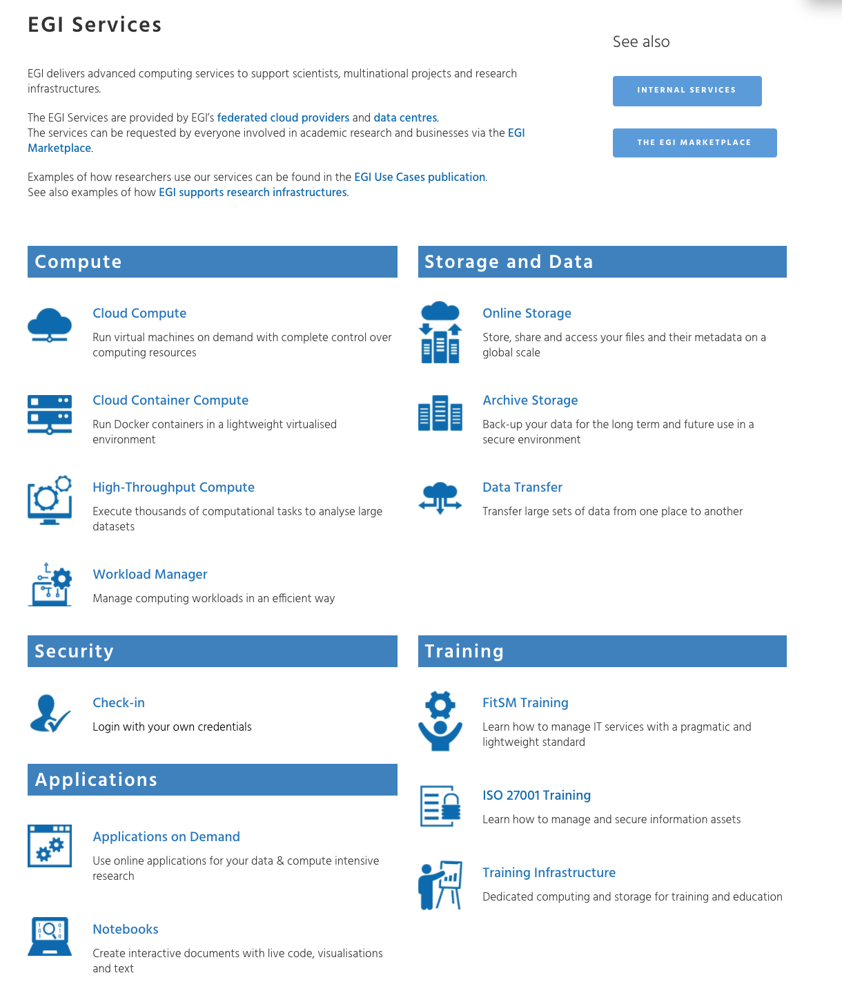 EGI Services
EGI delivers advanced computing services to support scientists, multinational projects and research
infrastructures.
The EGI Services are provided by EGI’s federated cloud providers and data centres.
The services can be requested by everyone involved in academic research and businesses via the EGI
Marketplace.
Examples of how researchers use our services can be found in the EGI Use Cases publication.
See also examples of how EGI supports research infrastructures.
See also
INTERNAL SERVICES
THE EGI MARKETPLACE
Compute
Cloud Compute
Run virtual machines on demand with complete control over
computing resources
Cloud Container Compute
Run Docker containers in a lightweight virtualised
environment
High-Throughput Compute
Execute thousands of computational tasks to analyse large
datasets
Workload Manager
Manage computing workloads in an efficient way
Storage and Data
Online Storage
Store, share and access your files and their metadata on a
global scale
Archive Storage
Back-up your data for the long term and future use in a
secure environment
Data Transfer
Transfer large sets of data from one place to another
Security
Check-in
Login with your own credentials
Applications
Applications on Demand
Use online applications for your data & compute intensive
research
Notebooks
Create interactive documents with live code, visualisations
and text
Training
FitSM Training
Learn how to manage IT services with a pragmatic and
lightweight standard
ISO 27001 Training
Learn how to manage and secure information assets
Training Infrastructure
Dedicated computing and storage for training and education